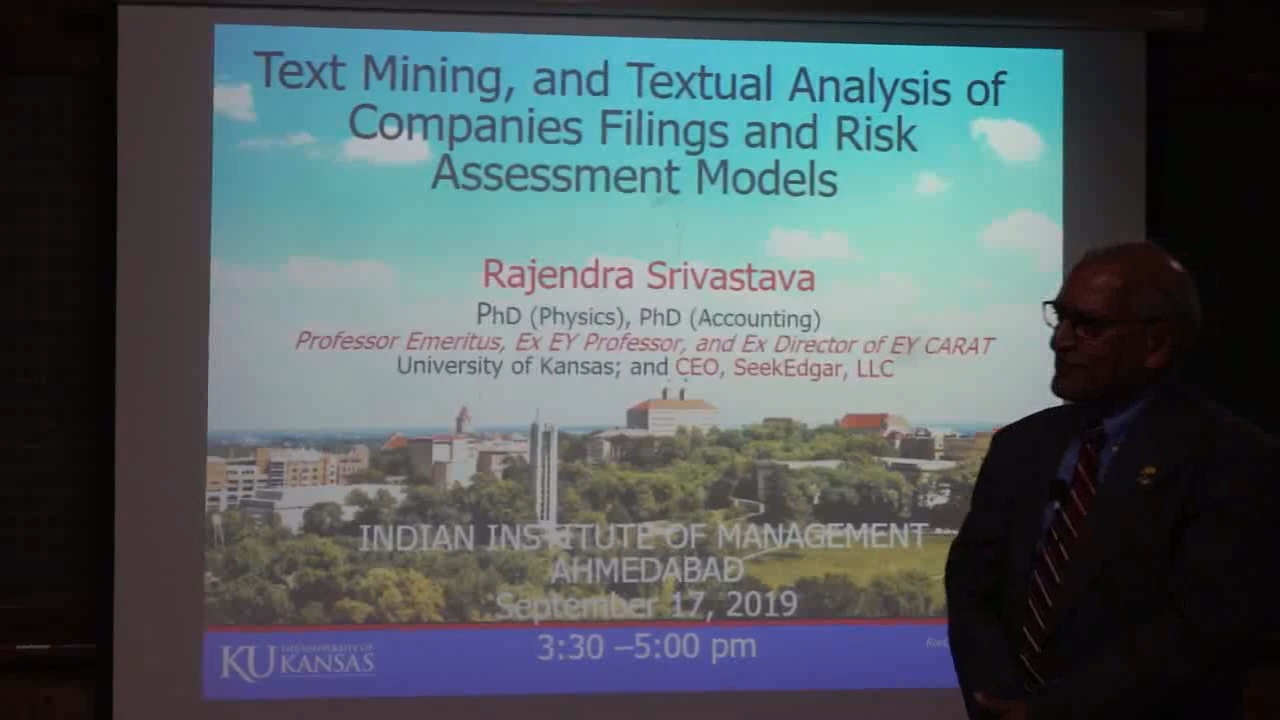 Text Mining, and Textual Analysis of
Companies Filings and Risk
Assessment Models
Rajendra Srivastava
PhD (Physics), PhD (Accounting)
Professor Emeritus, Ex EY Professor, and Ex Director of EY CARAT
University of Kansas; and CEO, SeekEdgar, LLC
INDIAN INSTITUTE OF MANAGEMENT
AHMEDABAD
September 17, 2019
3:30 –5:00 pm
KU THE UNIVERSITY OF
KANSAS